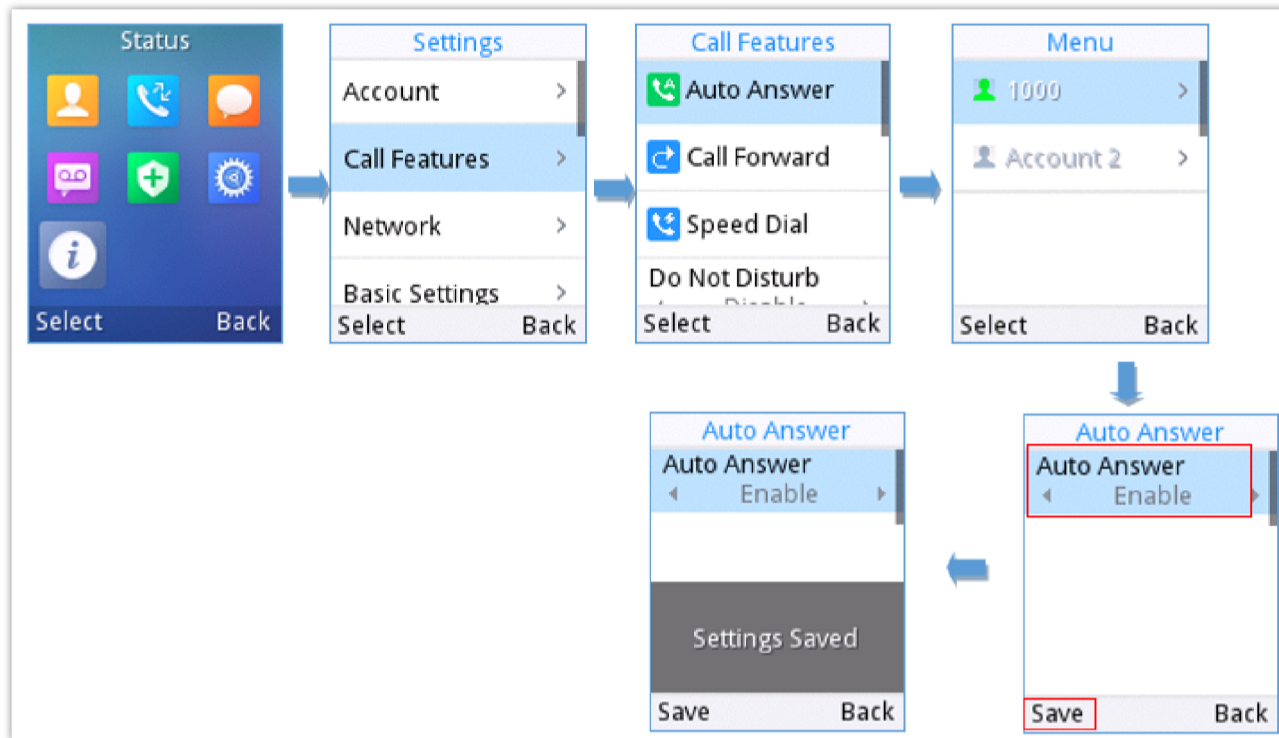 Status
Select Back
Settings
Account
Call Features
Network
Basic Settings
Select Back
Call Features
Auto Answer
Call Forward
Speed Dial
Do Not Disturb
Disable
Select Back
Menu
1000
Account 2
Select Back
Auto Answer
Auto Answer
Enable
Save Back
Auto Answer
Auto Answer
Enable
Settings Saved
Save Back